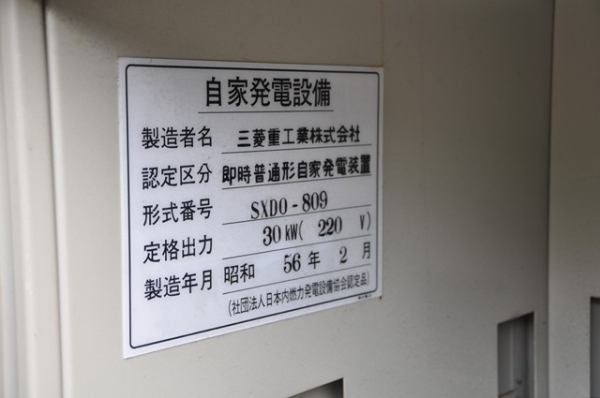 自家発電設備
製造者名 三菱重工業株式会社
認定区分 即時普通形自家発電装置
形式番号 SXDO-809
定格出力 30kW( 220 V)
製造年月 昭和 56年 2月
(社団法人日本内燃力発電設備協会認定品)